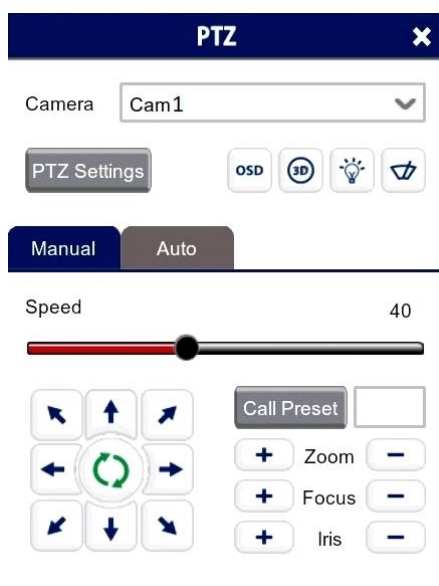 PTZ
Camera Cam1
PTZ Settings OSD 3D
Manual Auto
Speed 40
Call Preset
+ Zoom −
+ Focus −
+ Iris −